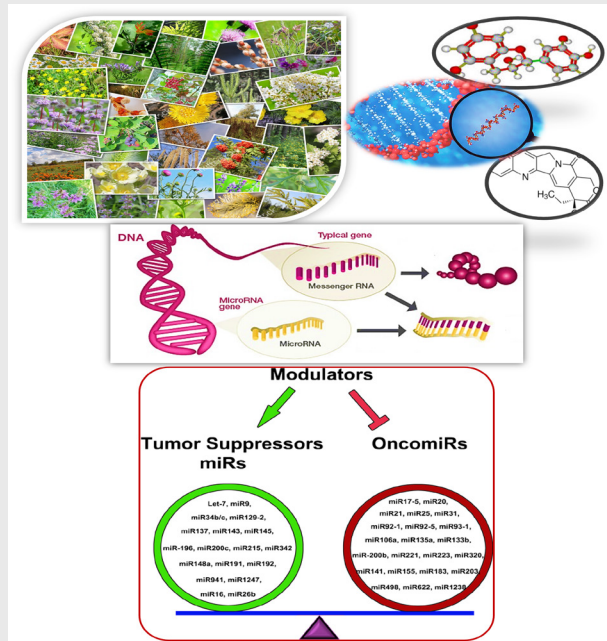 H₃C
N
N
O
DNA
Typical gene
Messenger RNA
MicroRNA
gene
MicroRNA
Modulators
Tumor Suppressors
miRs
Let-7, miR9,
miR34b/c, miR129-2,
miR137, miR143, miR145,
miR-196, miR200c, miR215, miR342
miR148a, miR191, miR192,
miR941, miR1247,
miR16, miR26b
OncomiRs
miR17-5, miR20,
miR21, miR25, miR31,
miR92-1, miR92-5, miR93-1,
miR106a, miR135a, miR133b,
miR-200b, miR221, miR223, miR320,
miR141, miR155, miR183, miR203,
miR498, miR622, miR1238